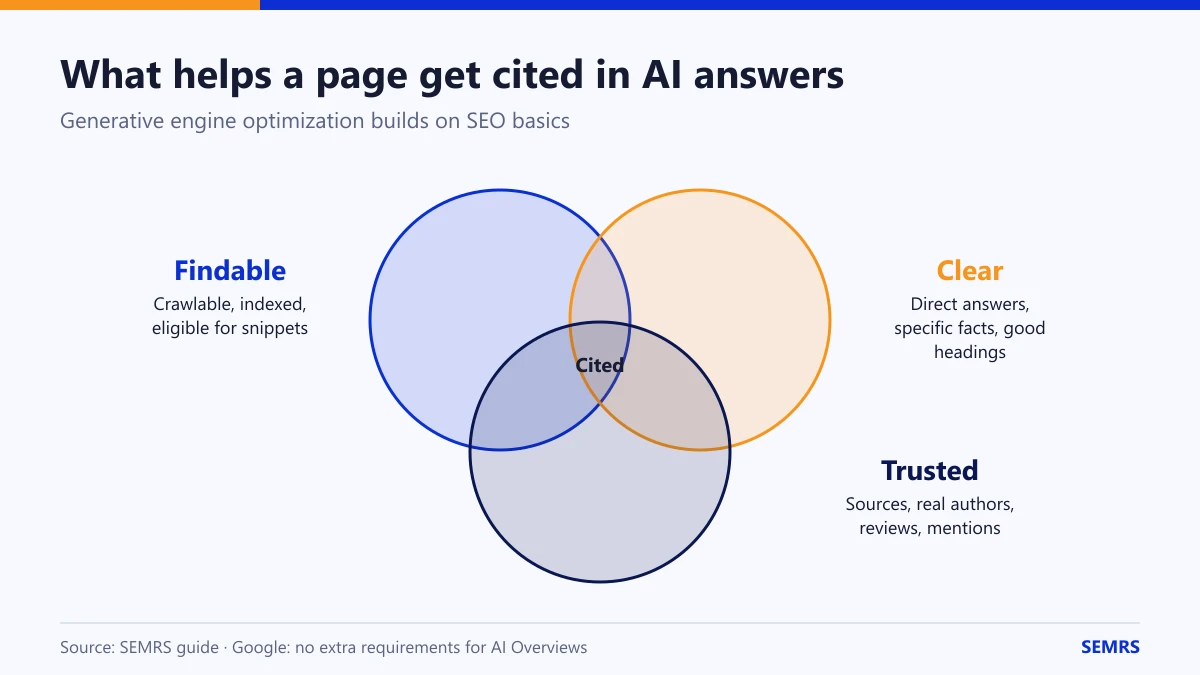 What helps a page get cited in AI answers
Generative engine optimization builds on SEO basics
Findable
Crawlable, indexed,
eligible for snippets
Clear
Direct answers,
specific facts, good
headings
Cited
Trusted
Sources, real authors,
reviews, mentions
Source: SEMRS guide · Google: no extra requirements for AI Overviews
SEMRS